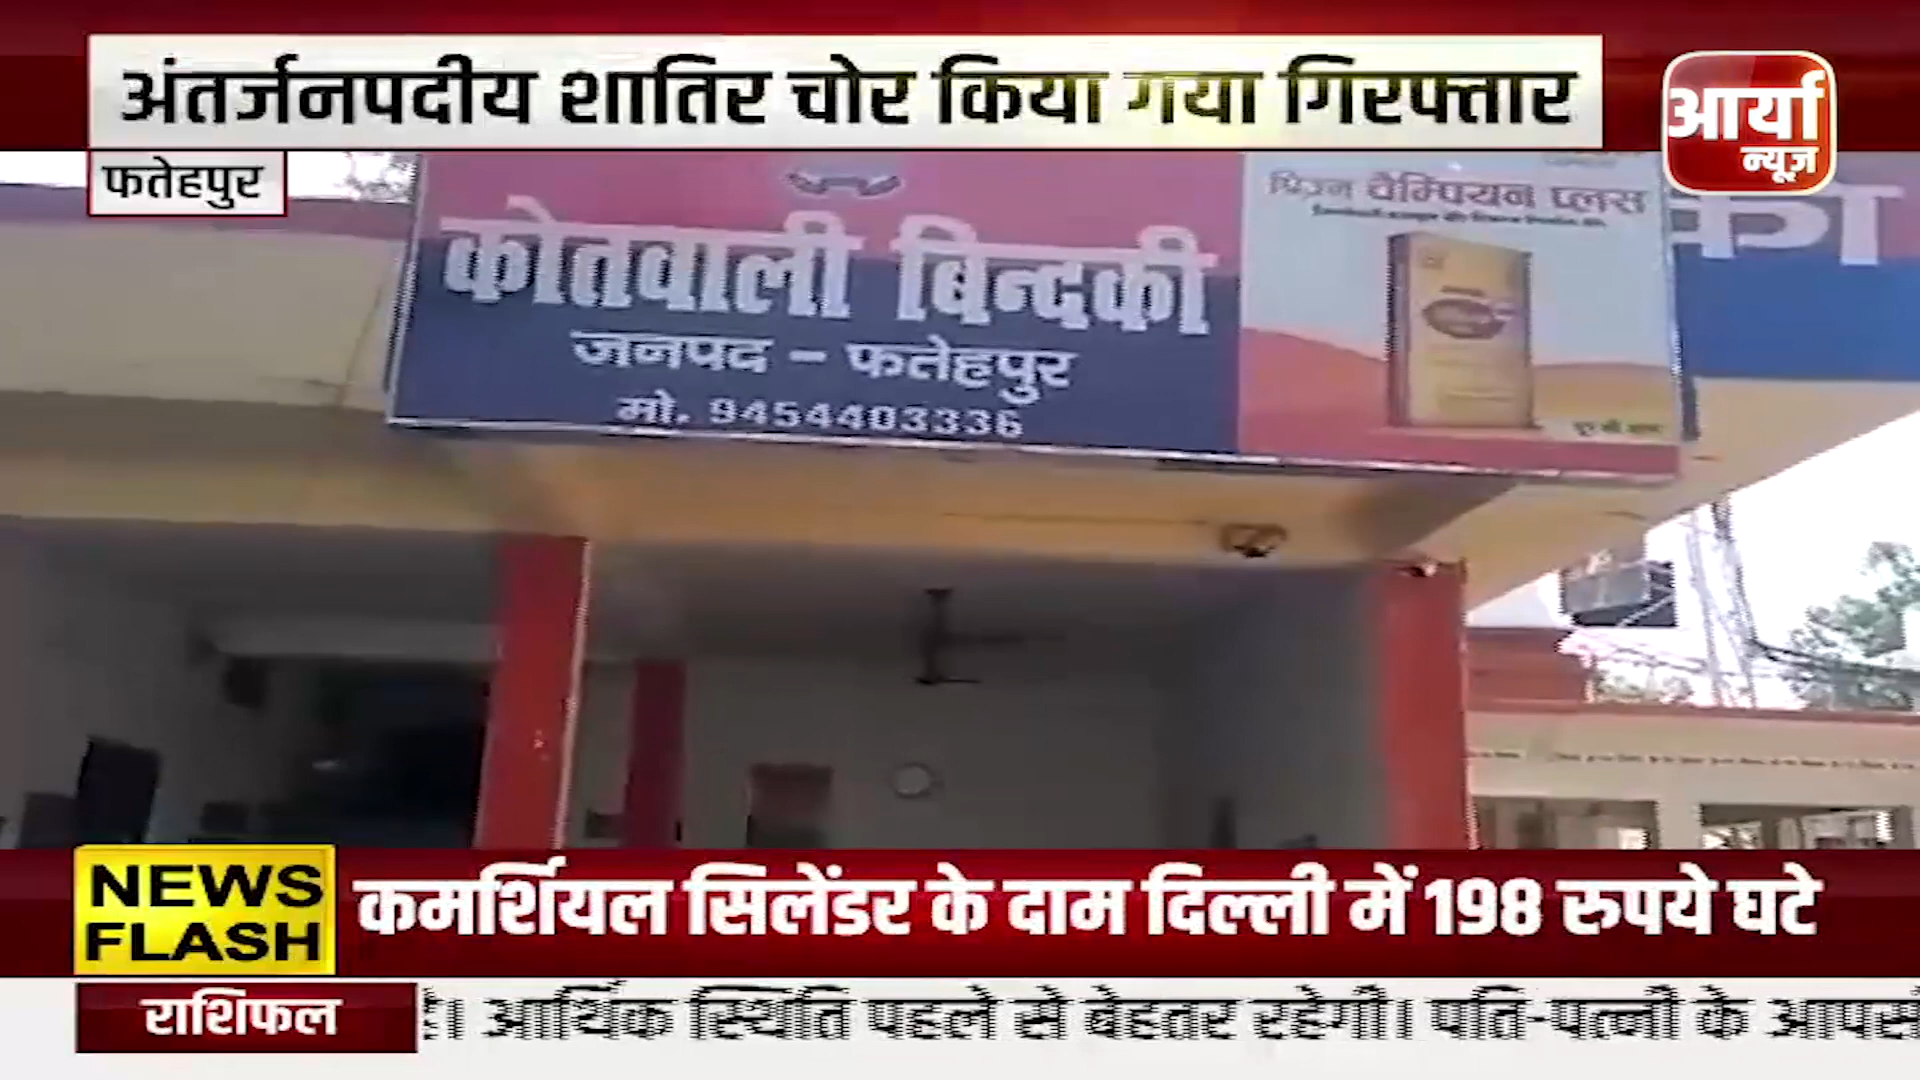 अंतर्जनपदीय शातिर चोर किया गया गिरफ्तार
आर्या
न्यूज़
फतेहपुर
कोतवाली बिन्दकी
जनपद - फतेहपुर
मो. 9454403336
प्रिज्म चैम्पियन प्लस
का
NEWS
FLASH
कमर्शियल सिलेंडर के दाम दिल्ली में 198 रुपये घटे
राशिफल
है। आर्थिक स्थिति पहले से बेहतर रहेगी। पति-पत्नी के आपसी